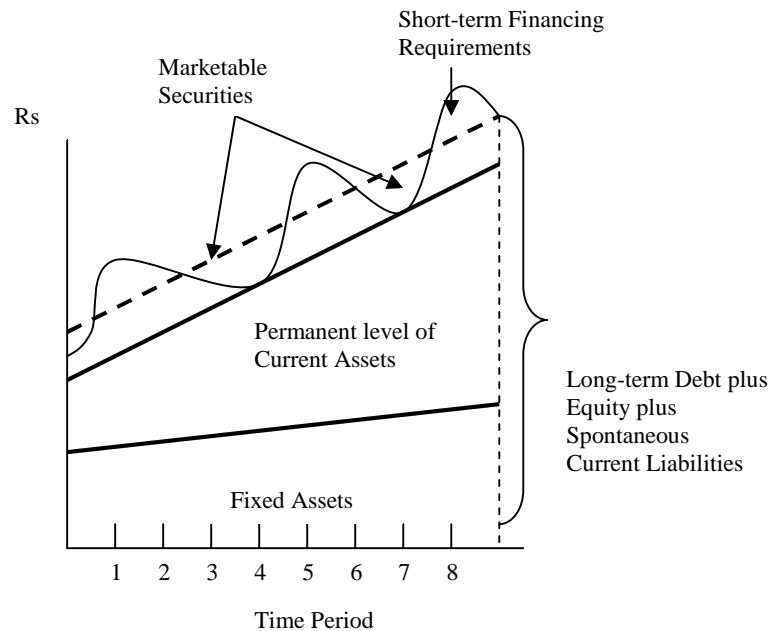 Short-term Financing
Requirements
Marketable
Securities
Rs
Permanent level of
Current Assets
Long-term Debt plus
Equity plus
Spontaneous
Current Liabilities
Fixed Assets
1 2 3 4 5 6 7 8
Time Period